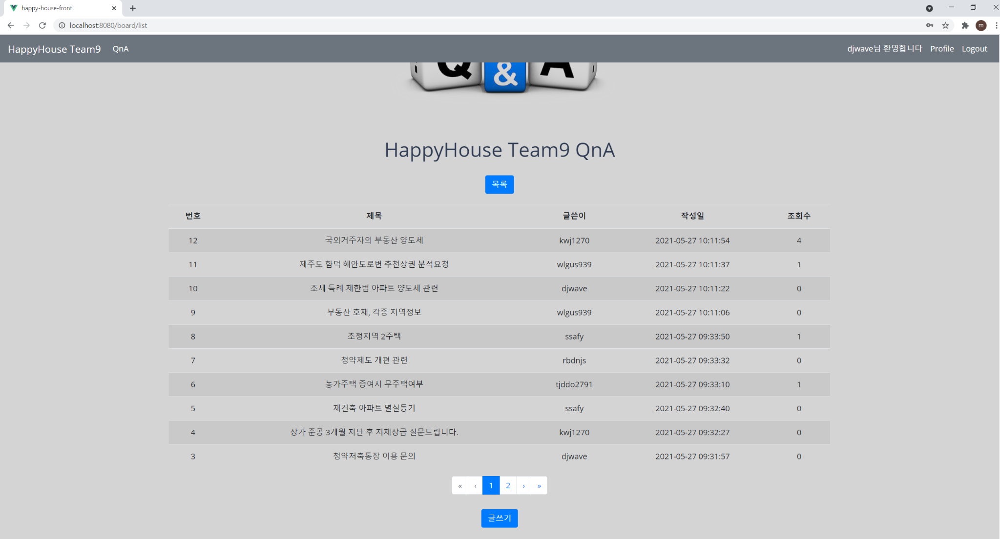 happy-house-front
localhost:8080/board/list
m
HappyHouse Team9 QnA djwave님 환영합니다 Profile Logout
Q & A
HappyHouse Team9 QnA
목록
번호 제목 글쓴이 작성일 조회수
12 국외거주자의 부동산 양도세 kwj1270 2021-05-27 10:11:54 4
11 제주도 함덕 해안도로변 추천상권 분석요청 wlgus939 2021-05-27 10:11:37 1
10 조세 특례 제한범 아파트 양도세 관련 djwave 2021-05-27 10:11:22 0
9 부동산 호재, 각종 지역정보 wlgus939 2021-05-27 10:11:06 0
8 조정지역 2주택 ssafy 2021-05-27 09:33:50 1
7 청약제도 개편 관련 rbdnjs 2021-05-27 09:33:32 0
6 농가주택 증여시 무주택여부 tjddo2791 2021-05-27 09:33:10 1
5 재건축 아파트 멸실등기 ssafy 2021-05-27 09:32:40 0
4 상가 준공 3개월 지난 후 지체상금 질문드립니다. kwj1270 2021-05-27 09:32:27 0
3 청약저축통장 이용 문의 djwave 2021-05-27 09:31:57 0
« ‹ 1 2 › »
글쓰기